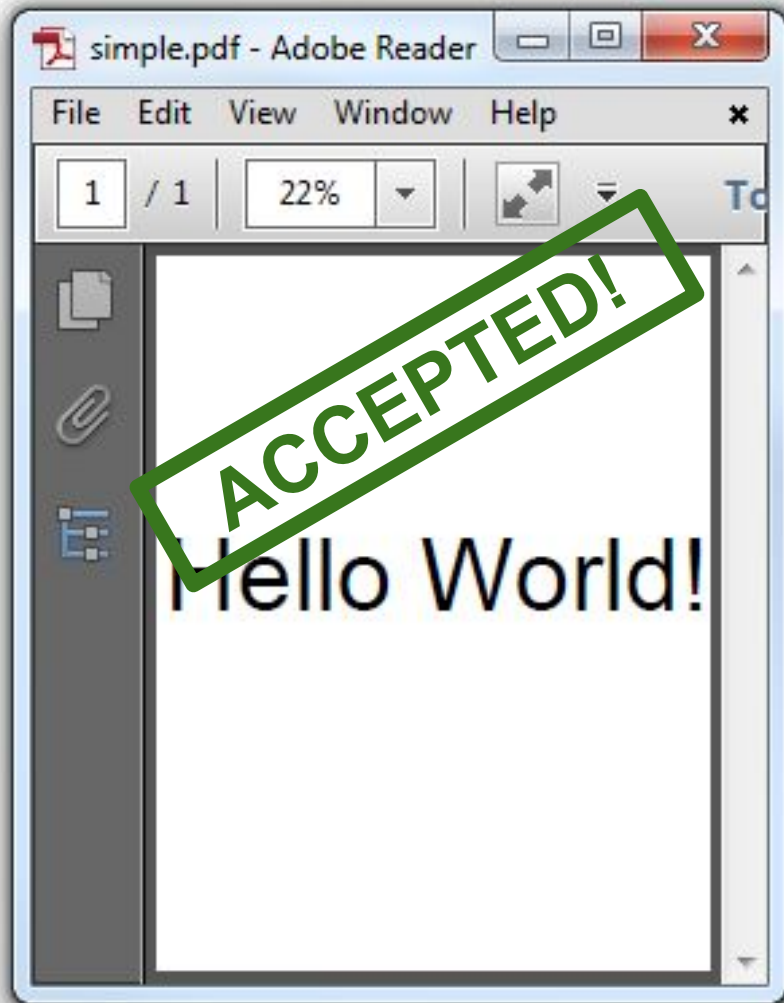 simple.pdf - Adobe Reader
File Edit View Window Help
1 / 1 22%
ACCEPTED!
Hello World!